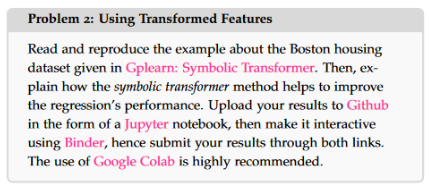 Problem 2: Using Transformed Features
Read and reproduce the example about the Boston housing
dataset given in Gplearn: Symbolic Transformer. Then, ex-
plain how the symbolic transformer method helps to improve
the regression's performance. Upload your results to Github
in the form of a Jupyter notebook, then make it interactive
using Binder, hence submit your results through both links.
The use of Google Colab is highly recommended.